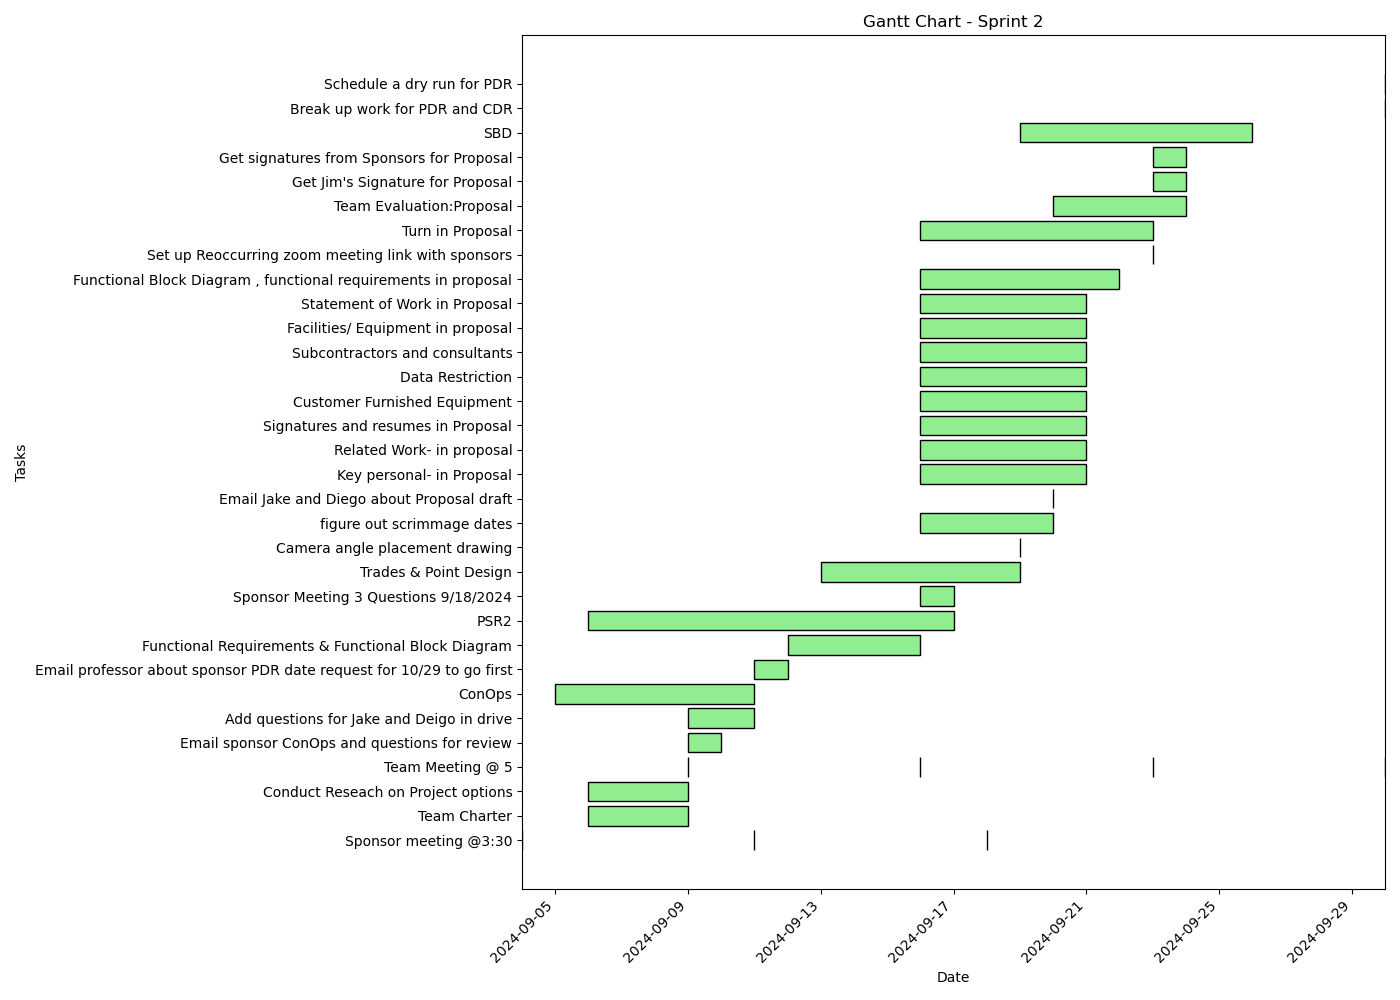 Gantt Chart - Sprint 2
Schedule a dry run for PDR
Break up work for PDR and CDR
SBD
Get signatures from Sponsors for Proposal
Get Jim's Signature for Proposal
Team Evaluation:Proposal
Turn in Proposal
Set up Reoccurring zoom meeting link with sponsors
Functional Block Diagram , functional requirements in proposal
Statement of Work in Proposal
Facilities/ Equipment in proposal
Subcontractors and consultants
Data Restriction
Customer Furnished Equipment
Signatures and resumes in Proposal
Related Work- in proposal
Key personal- in Proposal
Email Jake and Diego about Proposal draft
figure out scrimmage dates
Camera angle placement drawing
Trades & Point Design
Sponsor Meeting 3 Questions 9/18/2024
PSR2
Functional Requirements & Functional Block Diagram
Email professor about sponsor PDR date request for 10/29 to go first
ConOps
Add questions for Jake and Deigo in drive
Email sponsor ConOps and questions for review
Team Meeting @ 5
Conduct Reseach on Project options
Team Charter
Sponsor meeting @3:30
Tasks
2024-09-05
2024-09-09
2024-09-13
2024-09-17
2024-09-21
2024-09-25
2024-09-29
Date